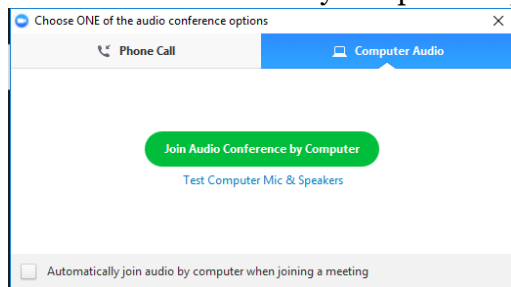 Choose ONE of the audio conference options
Phone Call
Computer Audio
Join Audio Conference by Computer
Test Computer Mic & Speakers
Automatically join audio by computer when joining a meeting